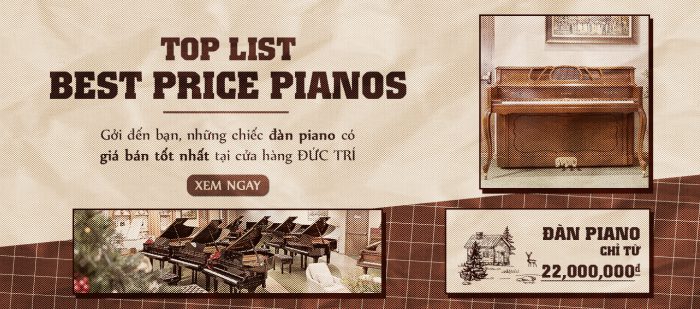 TOP LIST
BEST PRICE PIANOS
Gởi đến bạn, những chiếc đàn piano có
giá bán tốt nhất tại cửa hàng ĐỨC TRÍ
XEM NGAY
ĐÀN PIANO
CHỈ TỪ
22,000,000đ